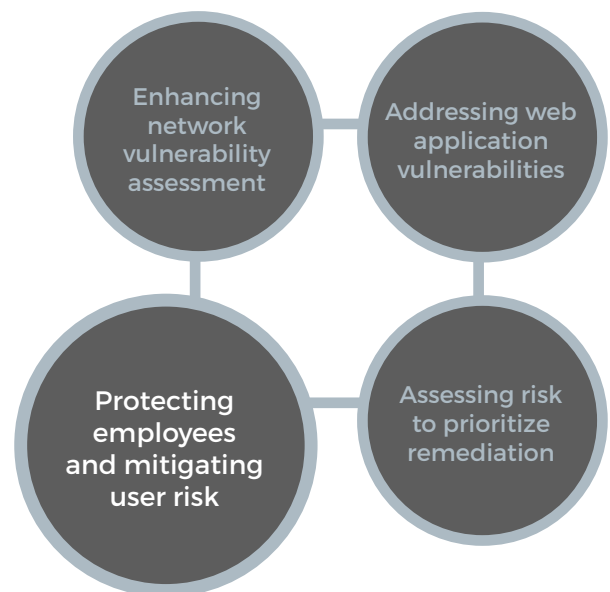 Enhancing
network
vulnerability
assessment
Addressing web
application
vulnerabilities
Protecting
employees
and mitigating
user risk
Assessing risk
to prioritize
remediation